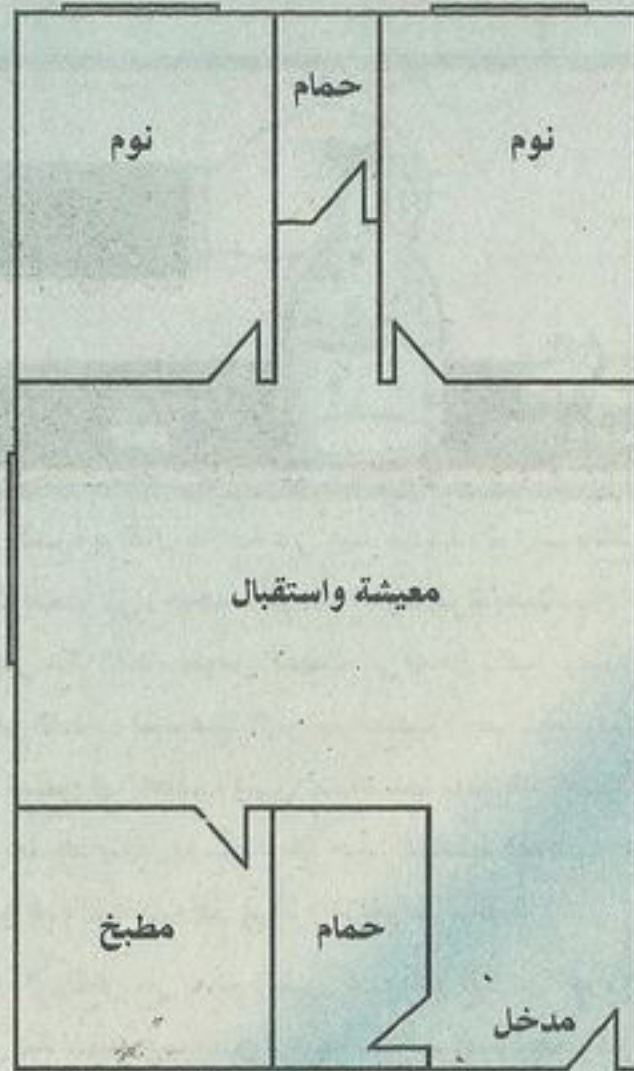 حمام
نوم
نوم
معيشة واستقبال
حمام
مطبخ
مدخل